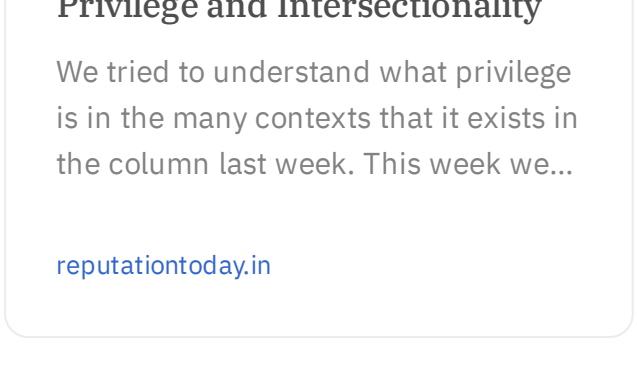 Privilege and Intersectionality
We tried to understand what privilege
is in the many contexts that it exists in
the column last week. This week we...
reputationtoday.in